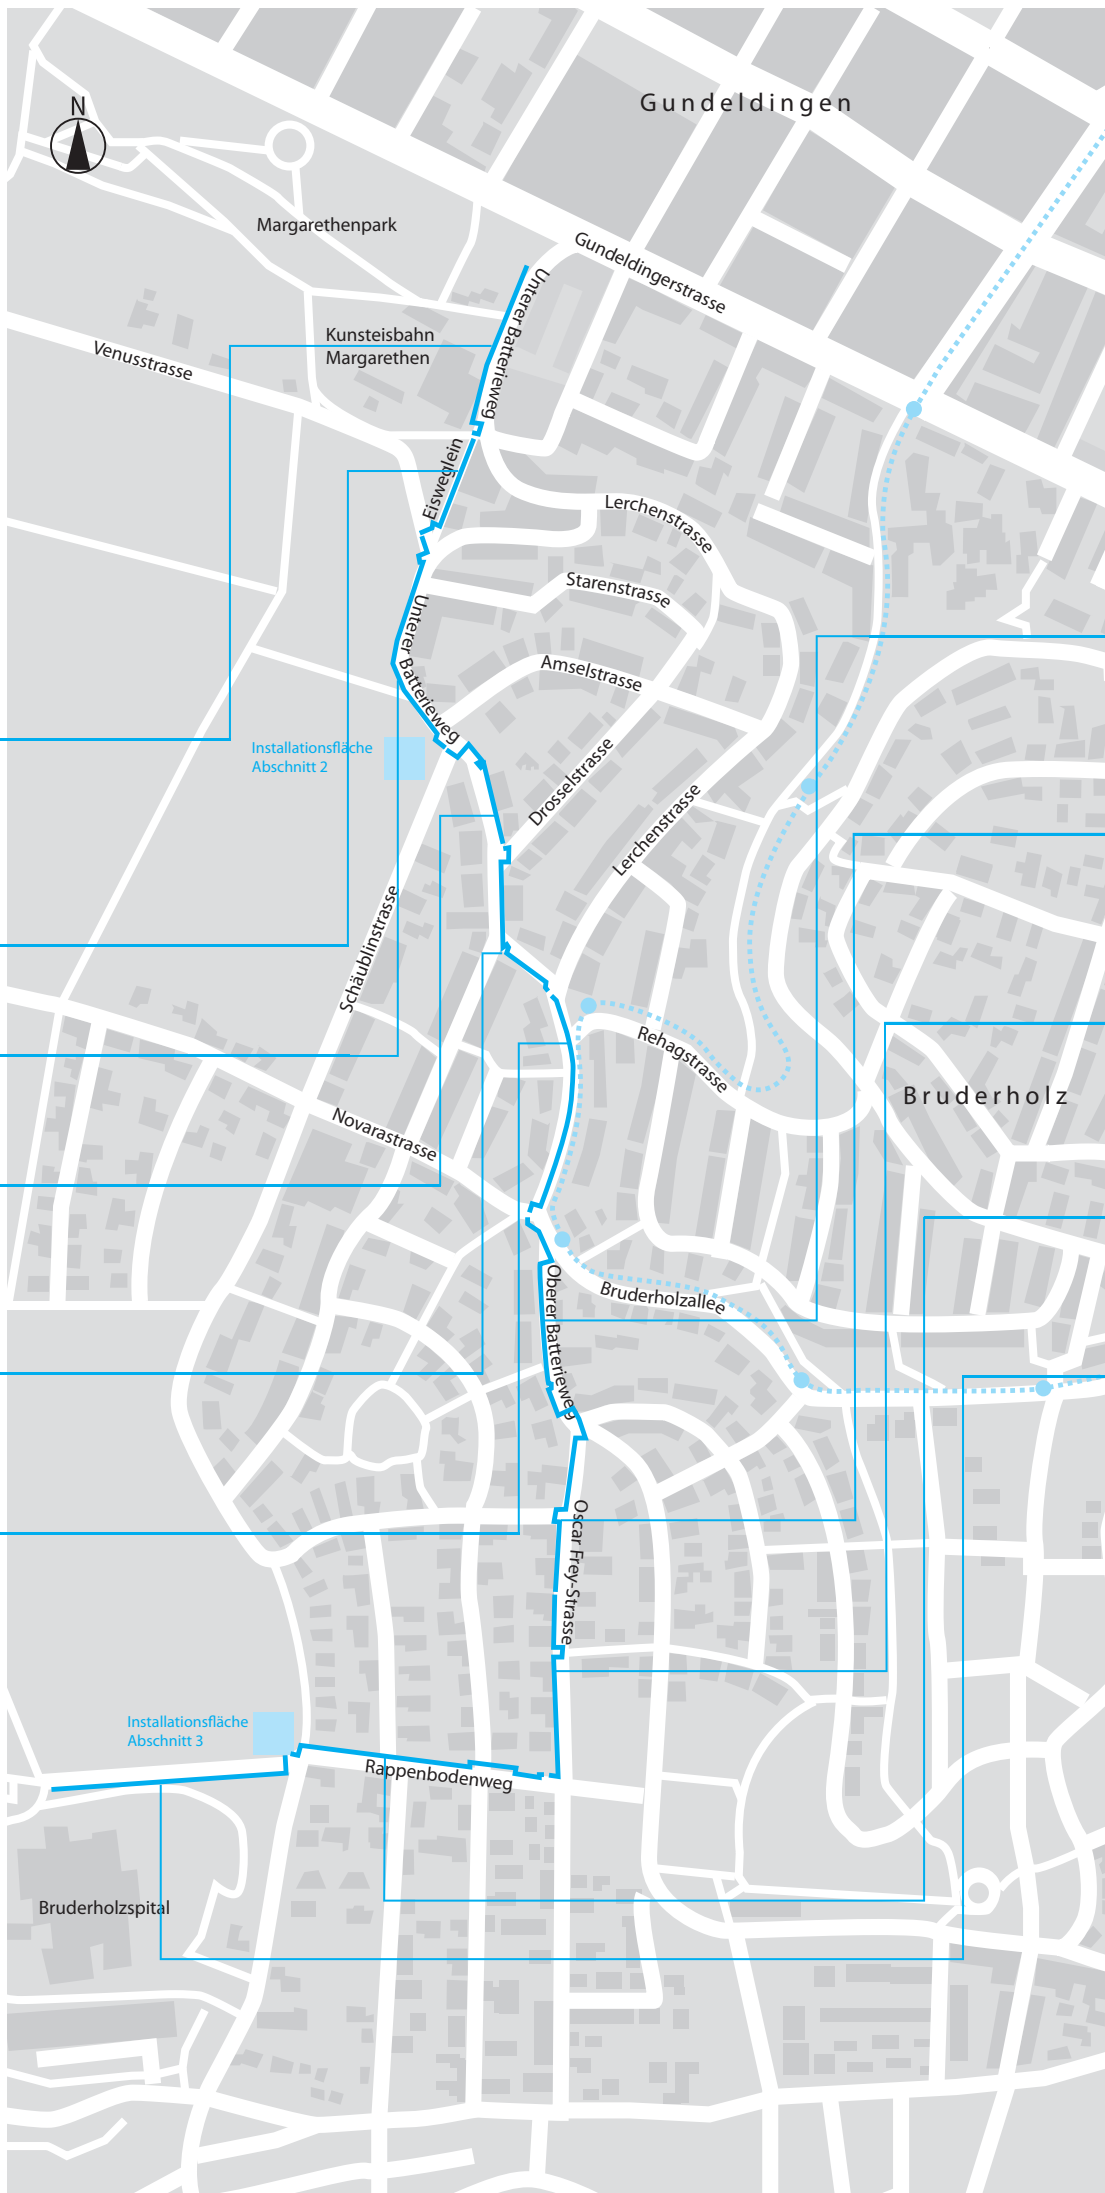 Gundeldingen
N
Margarethenpark
Gundeldingerstrasse
Unterer Batterieweg
Kunsteisbahn
Margarethen
Venusstrasse
Eisweglein
Lerchenstrasse
Starenstrasse
Unterer Batterieweg
Amselstrasse
Installationsfläche
Abschnitt 2
Drosselstrasse
Lerchenstrasse
Schäublinstrasse
Rehagstrasse
Bruderholz
Novarastrasse
Oberer Batterieweg
Bruderholzallee
Oscar Frey-Strasse
Installationsfläche
Abschnitt 3
Rappenbodenweg
Bruderholzspital